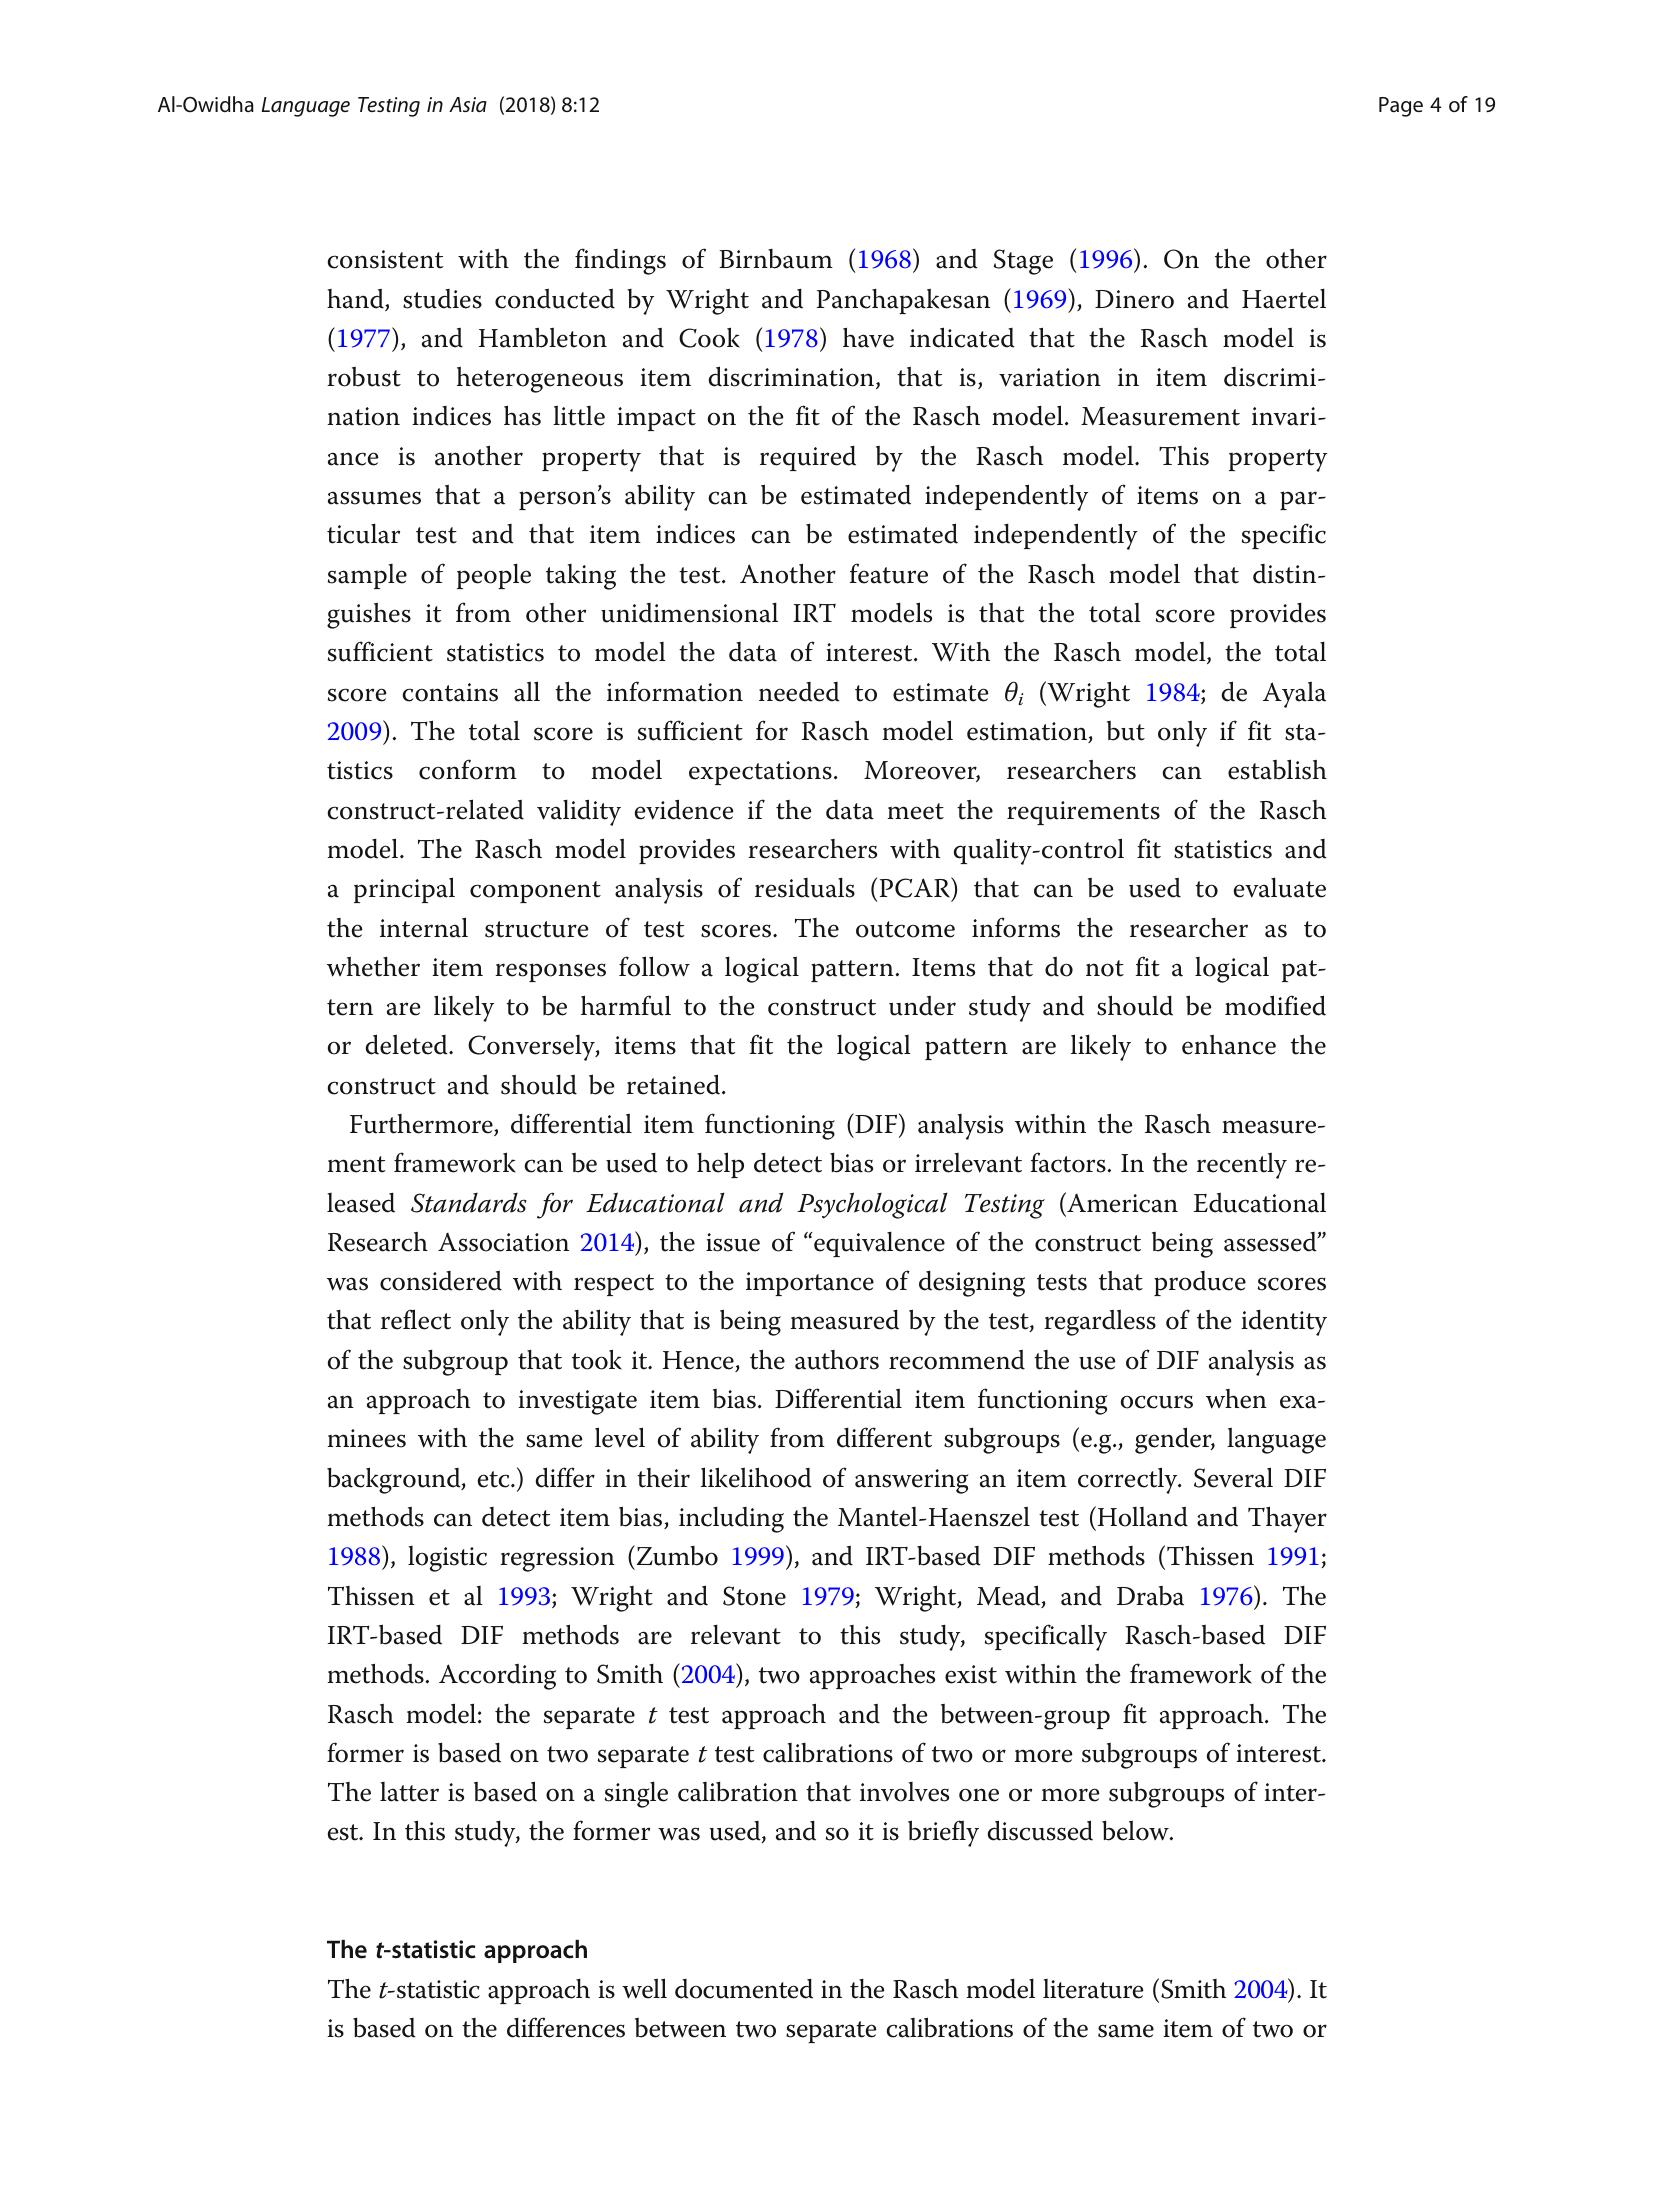 Al-Owidha Language Testing in Asia (2018) 8:12
Page 4 of 19
consistent with the findings of Birnbaum (1968) and Stage (1996). On the other
hand, studies conducted by Wright and Panchapakesan (1969), Dinero and Haertel
(1977), and Hambleton and Cook (1978) have indicated that the Rasch model is
robust to heterogeneous item discrimination, that is, variation in item discrimi-
nation indices has little impact on the fit of the Rasch model. Measurement invari-
ance is another property that is required by the Rasch model. This property
assumes that a person’s ability can be estimated independently of items on a par-
ticular test and that item indices can be estimated independently of the specific
sample of people taking the test. Another feature of the Rasch model that distin-
guishes it from other unidimensional IRT models is that the total score provides
sufficient statistics to model the data of interest. With the Rasch model, the total
score contains all the information needed to estimate θi (Wright 1984; de Ayala
2009). The total score is sufficient for Rasch model estimation, but only if fit sta-
tistics conform to model expectations. Moreover, researchers can establish
construct-related validity evidence if the data meet the requirements of the Rasch
model. The Rasch model provides researchers with quality-control fit statistics and
a principal component analysis of residuals (PCAR) that can be used to evaluate
the internal structure of test scores. The outcome informs the researcher as to
whether item responses follow a logical pattern. Items that do not fit a logical pat-
tern are likely to be harmful to the construct under study and should be modified
or deleted. Conversely, items that fit the logical pattern are likely to enhance the
construct and should be retained.
Furthermore, differential item functioning (DIF) analysis within the Rasch measure-
ment framework can be used to help detect bias or irrelevant factors. In the recently re-
leased Standards for Educational and Psychological Testing (American Educational
Research Association 2014), the issue of “equivalence of the construct being assessed”
was considered with respect to the importance of designing tests that produce scores
that reflect only the ability that is being measured by the test, regardless of the identity
of the subgroup that took it. Hence, the authors recommend the use of DIF analysis as
an approach to investigate item bias. Differential item functioning occurs when exa-
minees with the same level of ability from different subgroups (e.g., gender, language
background, etc.) differ in their likelihood of answering an item correctly. Several DIF
methods can detect item bias, including the Mantel-Haenszel test (Holland and Thayer
1988), logistic regression (Zumbo 1999), and IRT-based DIF methods (Thissen 1991;
Thissen et al 1993; Wright and Stone 1979; Wright, Mead, and Draba 1976). The
IRT-based DIF methods are relevant to this study, specifically Rasch-based DIF
methods. According to Smith (2004), two approaches exist within the framework of the
Rasch model: the separate t test approach and the between-group fit approach. The
former is based on two separate t test calibrations of two or more subgroups of interest.
The latter is based on a single calibration that involves one or more subgroups of inter-
est. In this study, the former was used, and so it is briefly discussed below.
The t-statistic approach
The t-statistic approach is well documented in the Rasch model literature (Smith 2004). It
is based on the differences between two separate calibrations of the same item of two or